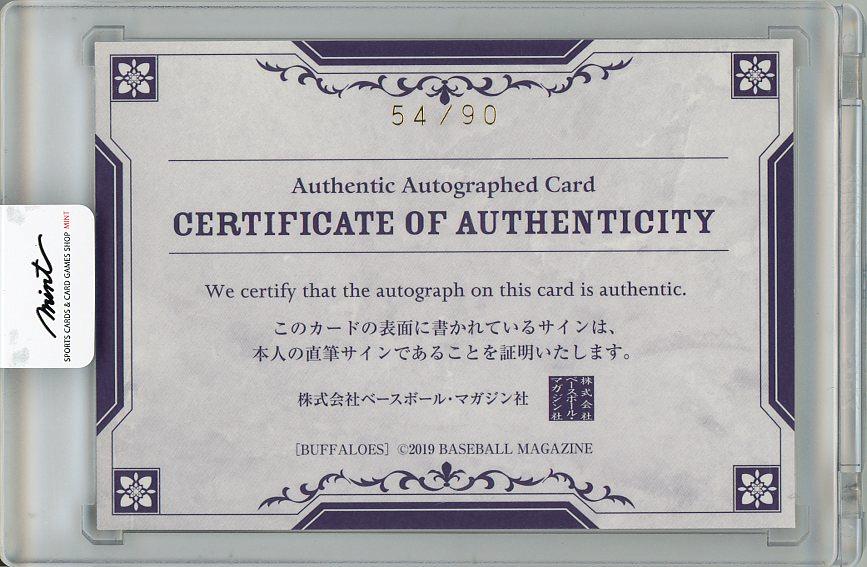 54/90
Authentic Autographed Card
CERTIFICATE OF AUTHENTICITY
We certify that the autograph on this card is authentic.
このカードの表面に書かれているサインは、
本人の直筆サインであることを証明いたします。
株式会社ベースボール・マガジン社
株式会社
ベースボール・
マガジン社
[BUFFALOES] ©2019 BASEBALL MAGAZINE
mint
SPORTS CARDS & CARD GAMES SHOP MINT